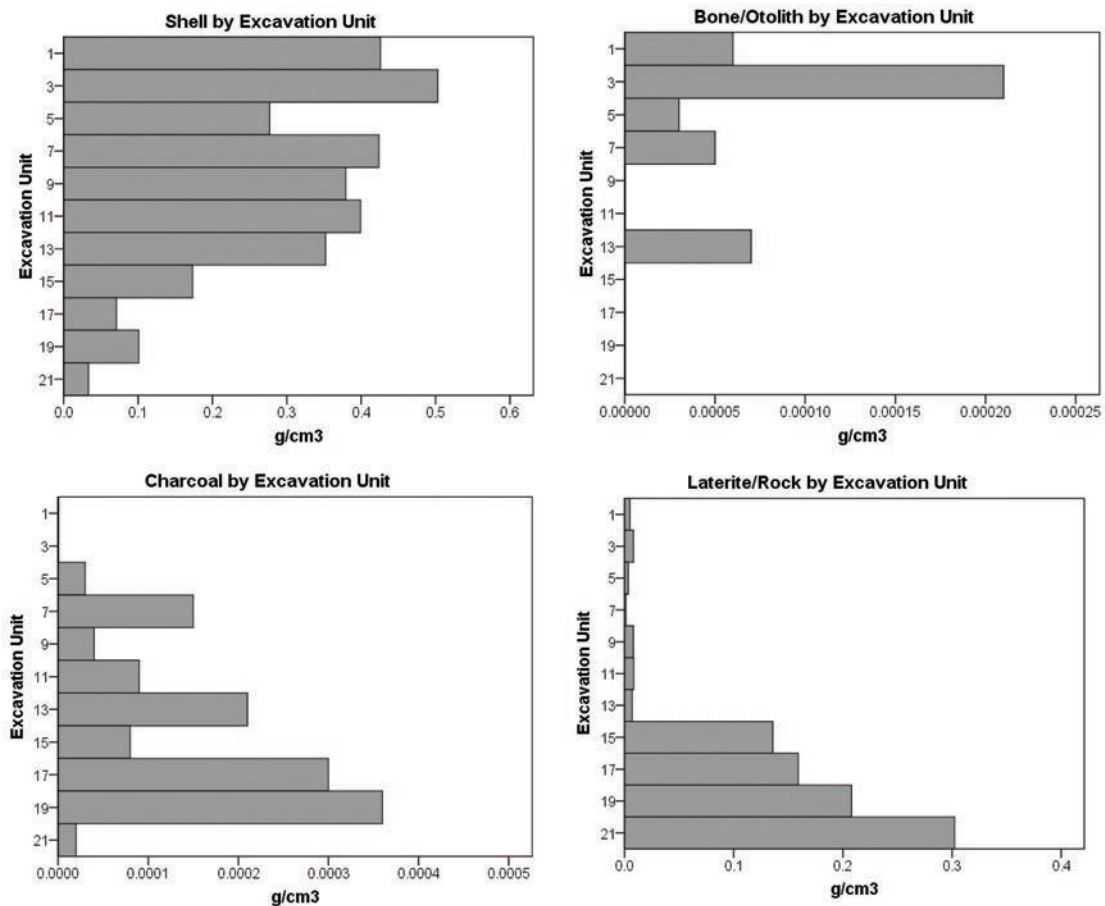 Shell by Excavation Unit
Excavation Unit
1
3
5
7
9
11
13
15
17
19
21
0.0 0.1 0.2 0.3 0.4 0.5 0.6
g/cm3
Bone/Otolith by Excavation Unit
Excavation Unit
1
3
5
7
9
11
13
15
17
19
21
0.00000 0.00005 0.00010 0.00015 0.00020 0.00025
g/cm3
Charcoal by Excavation Unit
Excavation Unit
1
3
5
7
9
11
13
15
17
19
21
0.0000 0.0001 0.0002 0.0003 0.0004 0.0005
g/cm3
Laterite/Rock by Excavation Unit
Excavation Unit
1
3
5
7
9
11
13
15
17
19
21
0.0 0.1 0.2 0.3 0.4
g/cm3